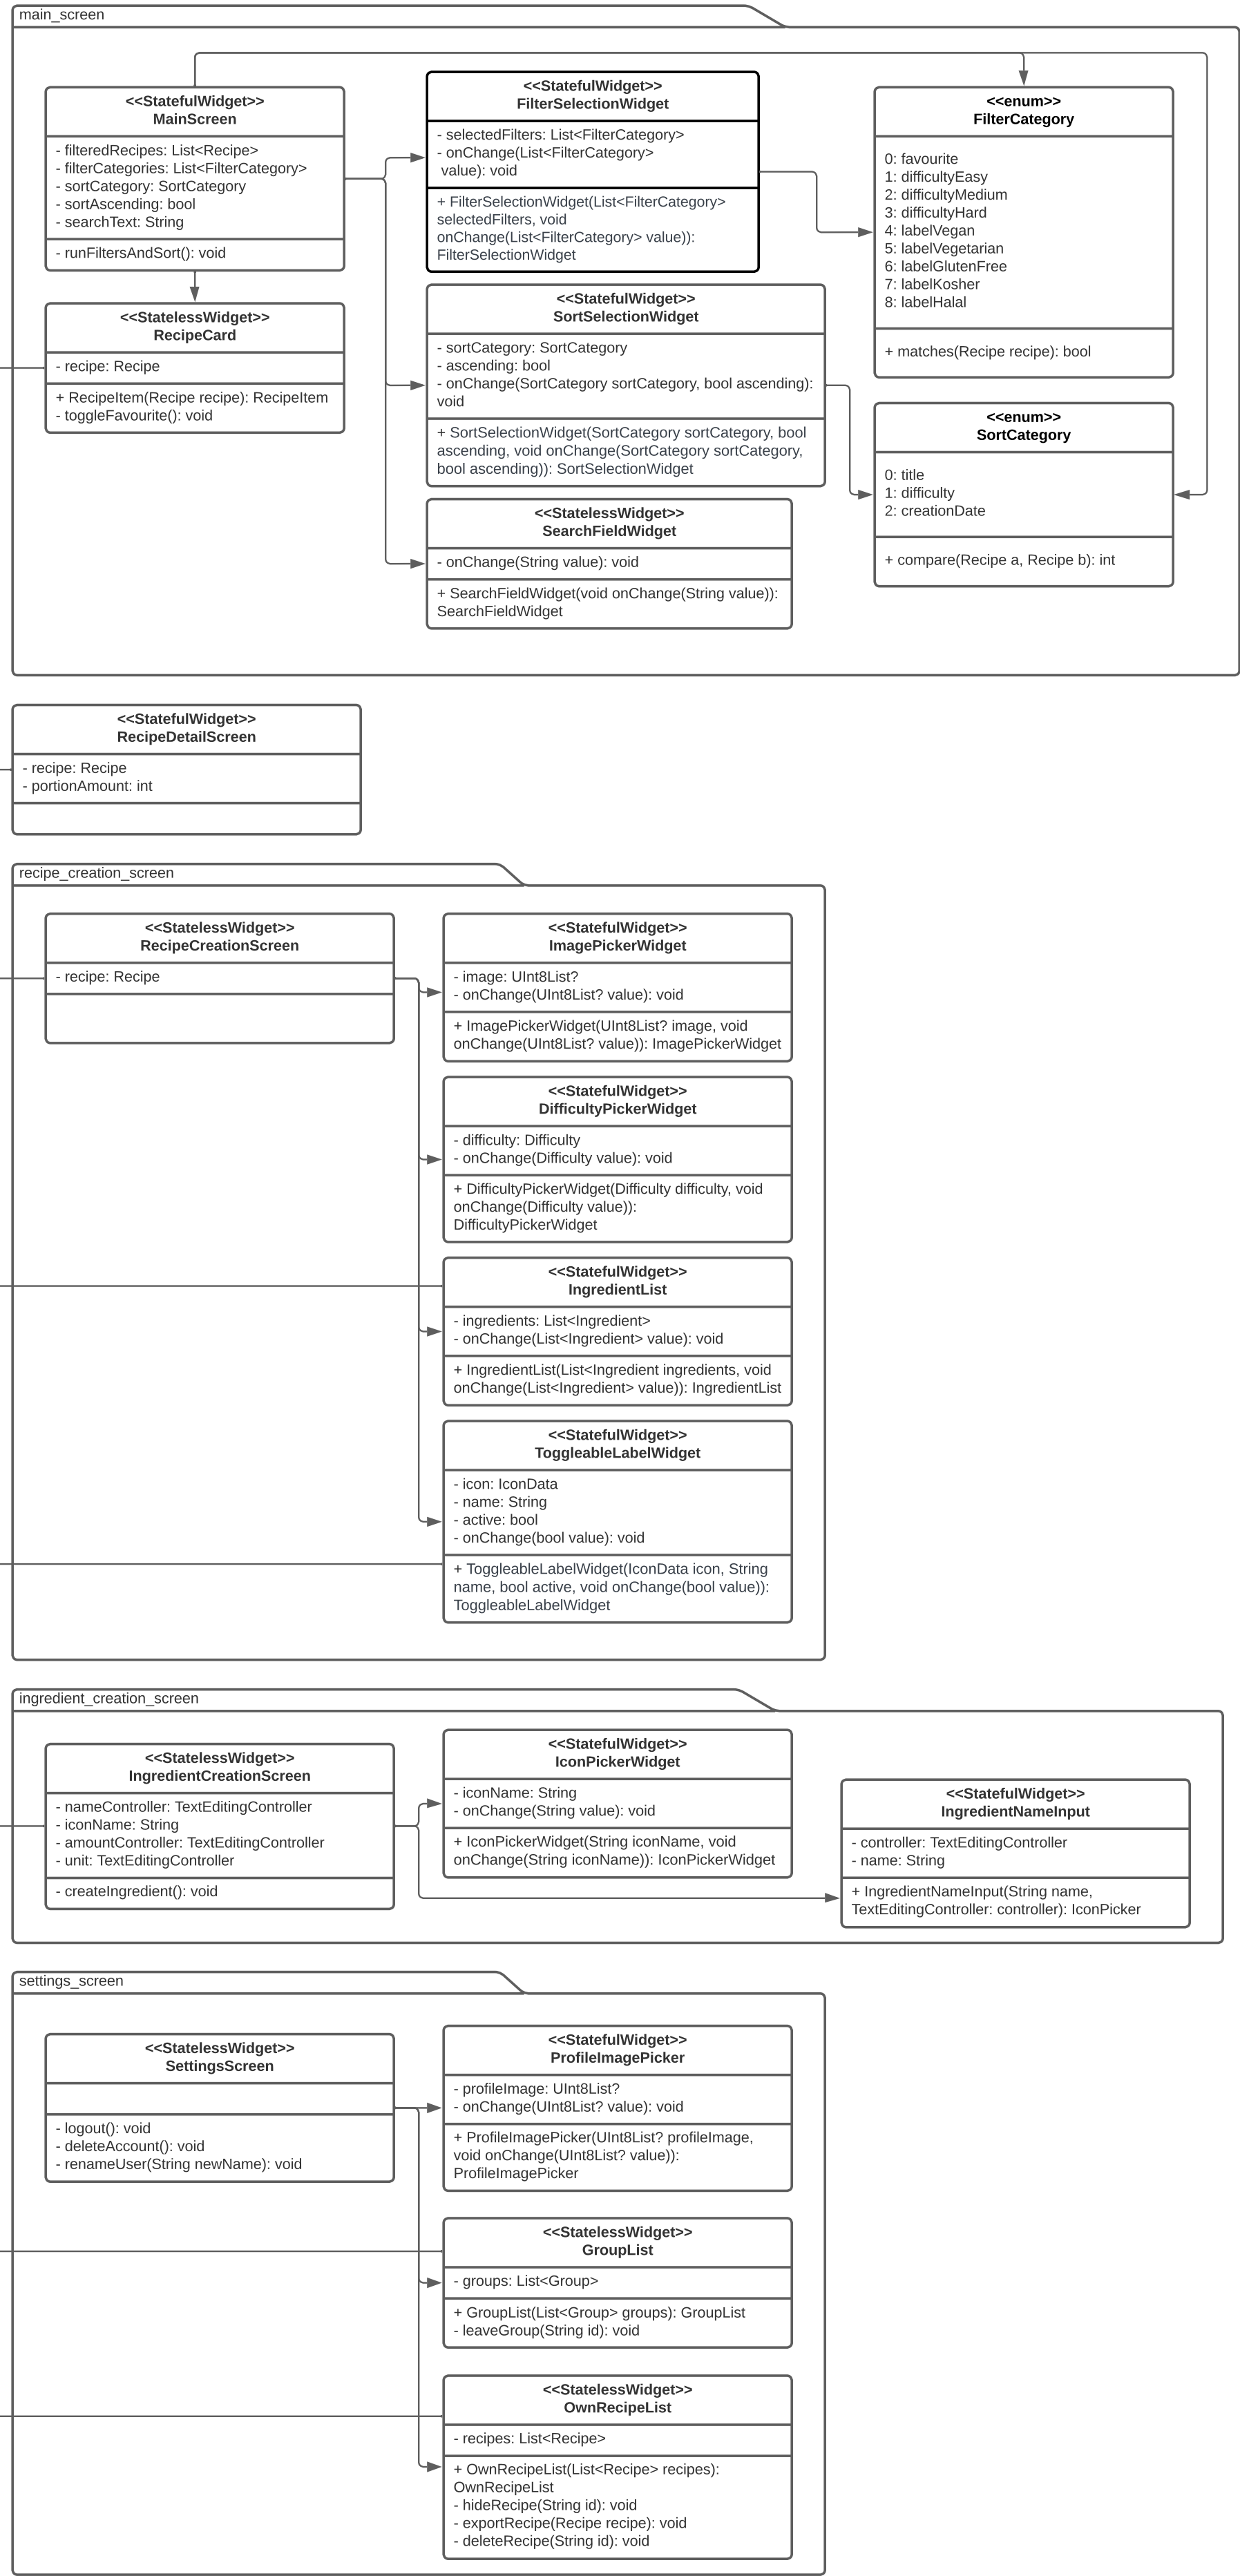 main_screen
<<StatefulWidget>>
MainScreen
- filteredRecipes: List<Recipe>
- filterCategories: List<FilterCategory>
- sortCategory: SortCategory
- sortAscending: bool
- searchText: String
- runFiltersAndSort(): void
<<StatelessWidget>>
RecipeCard
- recipe: Recipe
+ RecipeItem(Recipe recipe): RecipeItem
- toggleFavourite(): void
<<StatefulWidget>>
FilterSelectionWidget
- selectedFilters: List<FilterCategory>
- onChange(List<FilterCategory>
value): void
+ FilterSelectionWidget(List<FilterCategory>
selectedFilters, void
onChange(List<FilterCategory> value)):
FilterSelectionWidget
<<StatefulWidget>>
SortSelectionWidget
- sortCategory: SortCategory
- ascending: bool
- onChange(SortCategory sortCategory, bool ascending):
void
+ SortSelectionWidget(SortCategory sortCategory, bool
ascending, void onChange(SortCategory sortCategory,
bool ascending)): SortSelectionWidget
<<StatelessWidget>>
SearchFieldWidget
- onChange(String value): void
+ SearchFieldWidget(void onChange(String value)):
SearchFieldWidget
<<enum>>
FilterCategory
0: favourite
1: difficultyEasy
2: difficultyMedium
3: difficultyHard
4: labelVegan
5: labelVegetarian
6: labelGlutenFree
7: labelKosher
8: labelHalal
+ matches(Recipe recipe): bool
<<enum>>
SortCategory
0: title
1: difficulty
2: creationDate
+ compare(Recipe a, Recipe b): int
<<StatefulWidget>>
RecipeDetailScreen
- recipe: Recipe
- portionAmount: int
recipe_creation_screen
<<StatelessWidget>>
RecipeCreationScreen
- recipe: Recipe
<<StatefulWidget>>
ImagePickerWidget
- image: UInt8List?
- onChange(UInt8List? value): void
+ ImagePickerWidget(UInt8List? image, void
onChange(UInt8List? value)): ImagePickerWidget
<<StatefulWidget>>
DifficultyPickerWidget
- difficulty: Difficulty
- onChange(Difficulty value): void
+ DifficultyPickerWidget(Difficulty difficulty, void
onChange(Difficulty value)):
DifficultyPickerWidget
<<StatefulWidget>>
IngredientList
- ingredients: List<Ingredient>
- onChange(List<Ingredient> value): void
+ IngredientList(List<Ingredient ingredients, void
onChange(List<Ingredient> value)): IngredientList
<<StatefulWidget>>
ToggleableLabelWidget
- icon: IconData
- name: String
- active: bool
- onChange(bool value): void
+ ToggleableLabelWidget(IconData icon, String
name, bool active, void onChange(bool value)):
ToggleableLabelWidget
ingredient_creation_screen
<<StatelessWidget>>
IngredientCreationScreen
- nameController: TextEditingController
- iconName: String
- amountController: TextEditingController
- unit: TextEditingController
- createIngredient(): void
<<StatefulWidget>>
IconPickerWidget
- iconName: String
- onChange(String value): void
+ IconPickerWidget(String iconName, void
onChange(String iconName)): IconPickerWidget
<<StatefulWidget>>
IngredientNameInput
- controller: TextEditingController
- name: String
+ IngredientNameInput(String name,
TextEditingController: controller): IconPicker
settings_screen
<<StatelessWidget>>
SettingsScreen
- logout(): void
- deleteAccount(): void
- renameUser(String newName): void
<<StatefulWidget>>
ProfileImagePicker
- profileImage: UInt8List?
- onChange(UInt8List? value): void
+ ProfileImagePicker(UInt8List? profileImage,
void onChange(UInt8List? value)):
ProfileImagePicker
<<StatelessWidget>>
GroupList
- groups: List<Group>
+ GroupList(List<Group> groups): GroupList
- leaveGroup(String id): void
<<StatelessWidget>>
OwnRecipeList
- recipes: List<Recipe>
+ OwnRecipeList(List<Recipe> recipes):
OwnRecipeList
- hideRecipe(String id): void
- exportRecipe(Recipe recipe): void
- deleteRecipe(String id): void